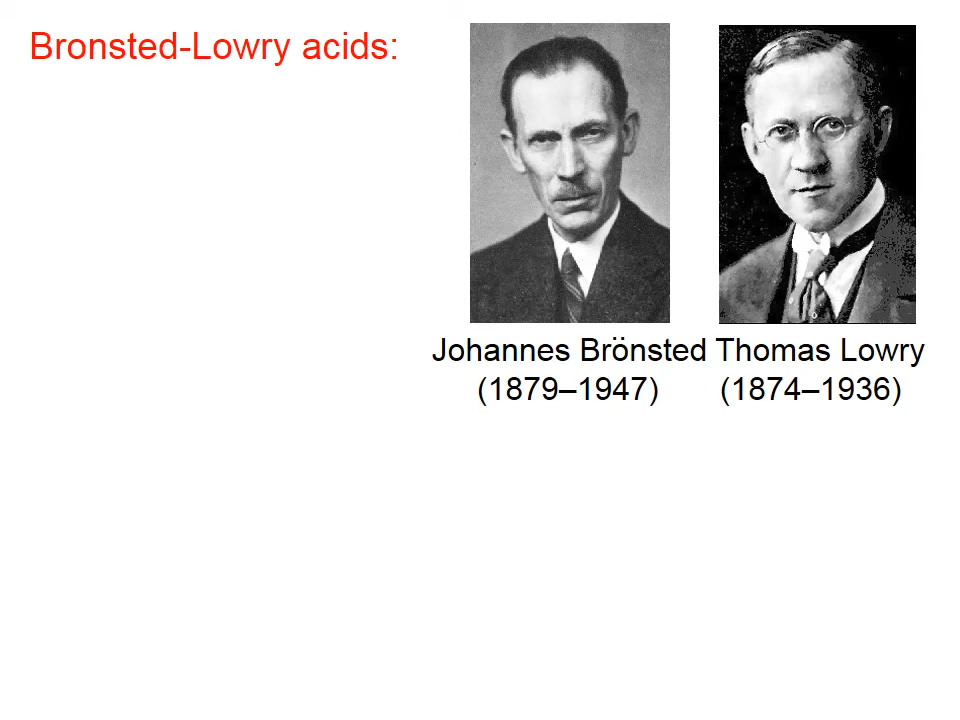 Bronsted-Lowry acids:
Johannes Brönsted Thomas Lowry
(1879–1947) (1874–1936)